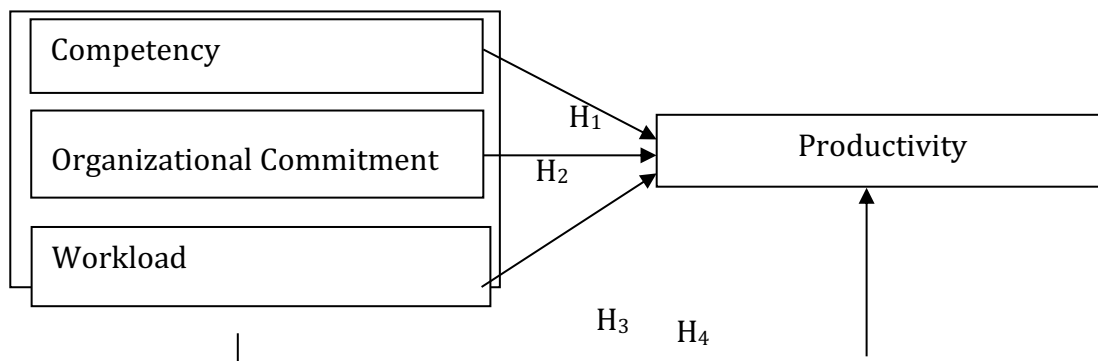 Competency
H₁
Productivity
Organizational Commitment
H₂
Workload
H₃
H₄